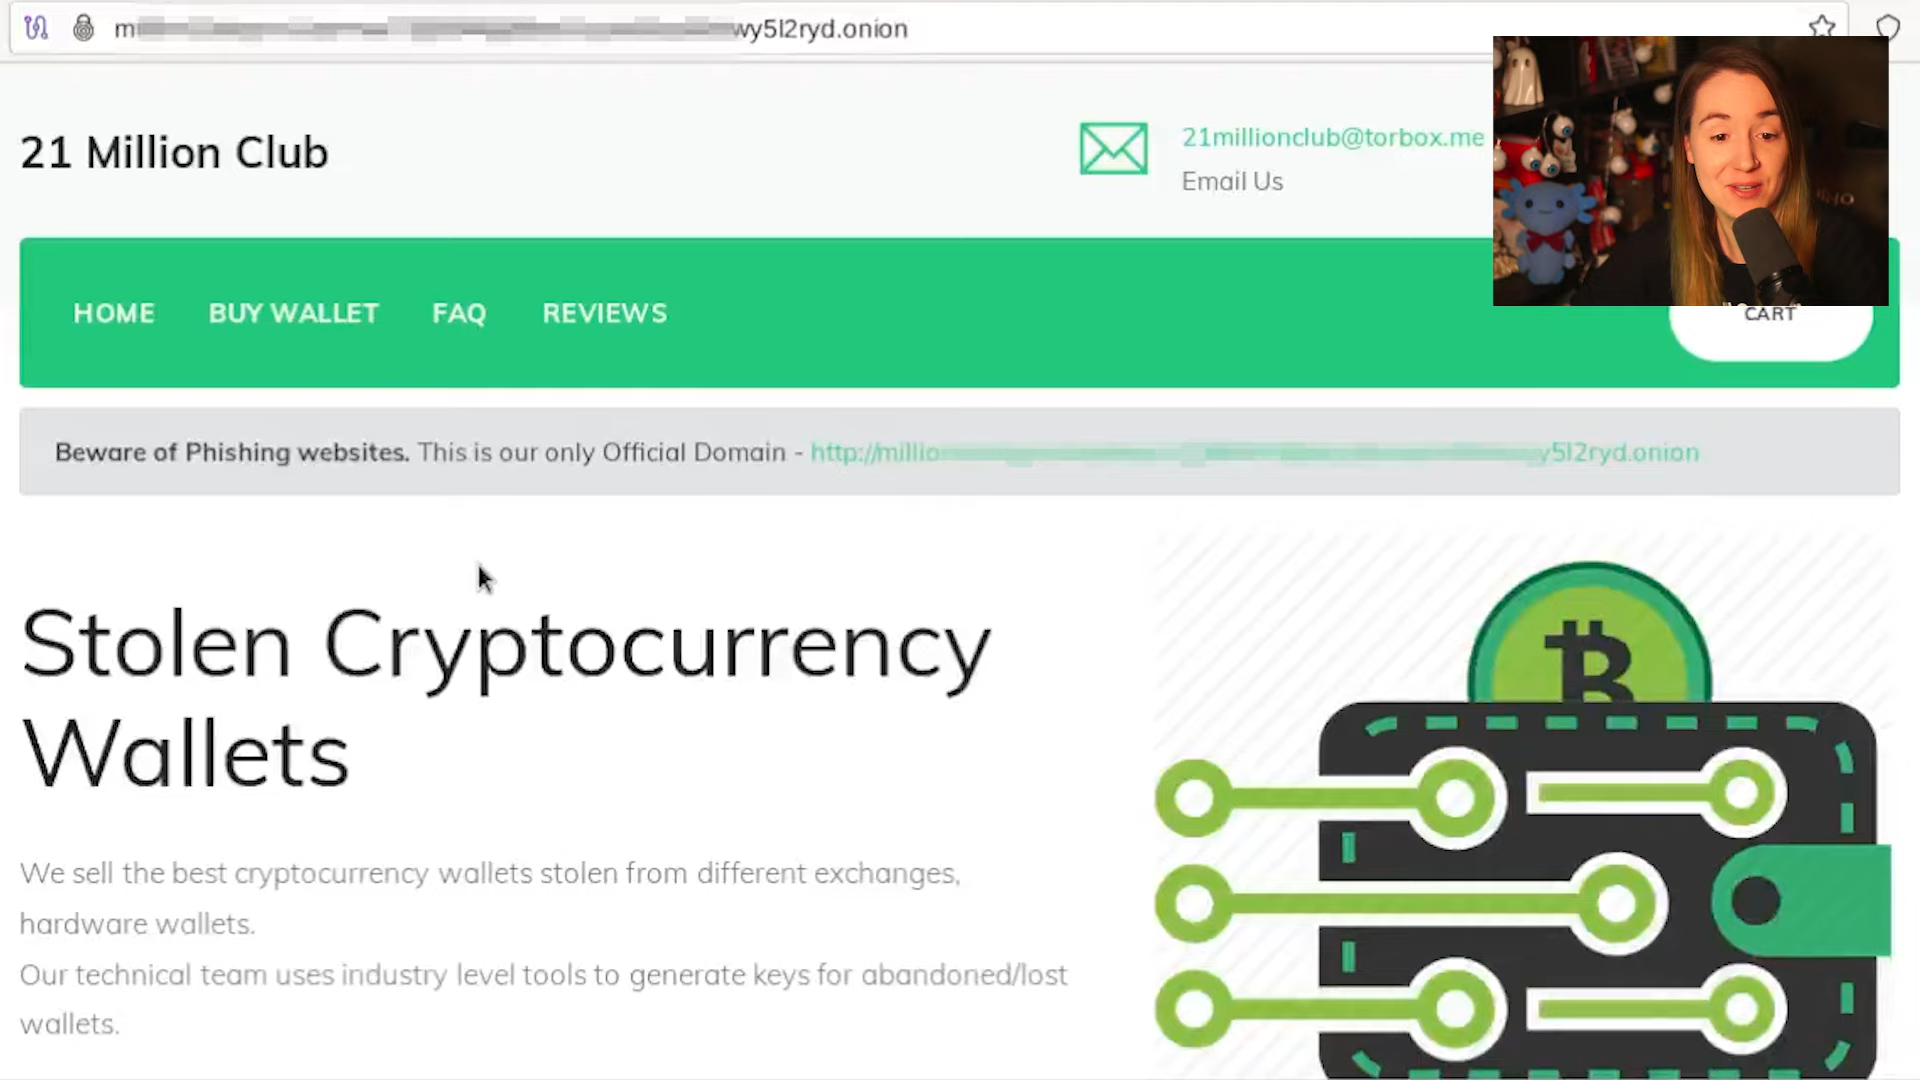 wy5l2ryd.onion
21 Million Club
21millionclub@torbox.me
Email Us
HOME BUY WALLET FAQ REVIEWS
CART
Beware of Phishing websites. This is our only Official Domain - http://millio y5l2ryd.onion
Stolen Cryptocurrency
Wallets
We sell the best cryptocurrency wallets stolen from different exchanges,
hardware wallets.
Our technical team uses industry level tools to generate keys for abandoned/lost
wallets.